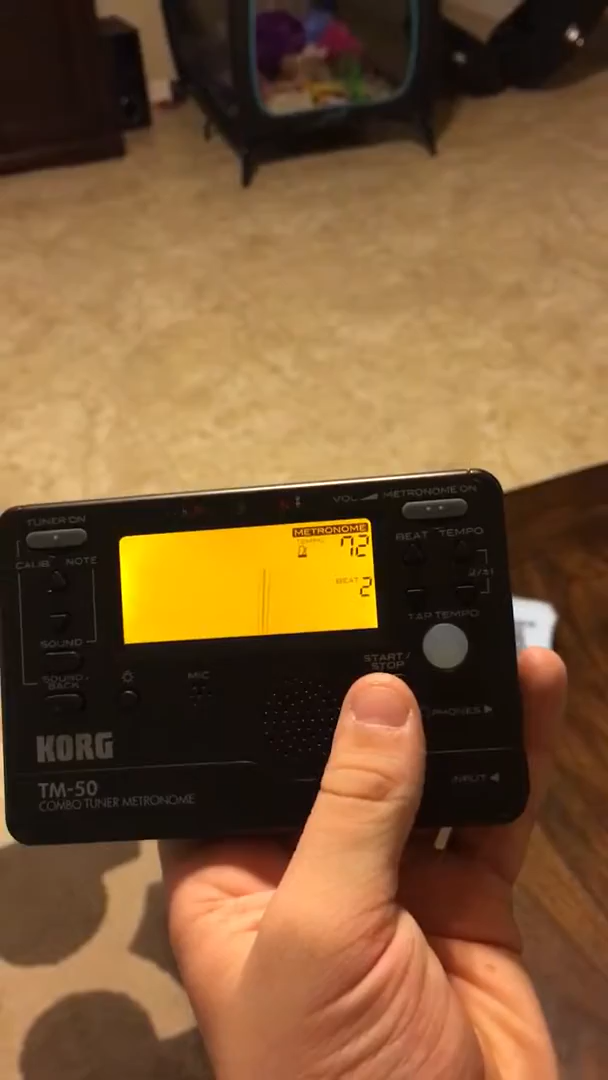 VOL
METRONOME ON
TUNER ON
METRONOME
TEMPO
72
BEAT TEMPO
CALIB NOTE
BEAT
2
2/±1
TAP TEMPO
SOUND
START/
STOP
SOUND
BACK
MIC
PHONES
KORG
INPUT
TM-50
COMBO TUNER METRONOME